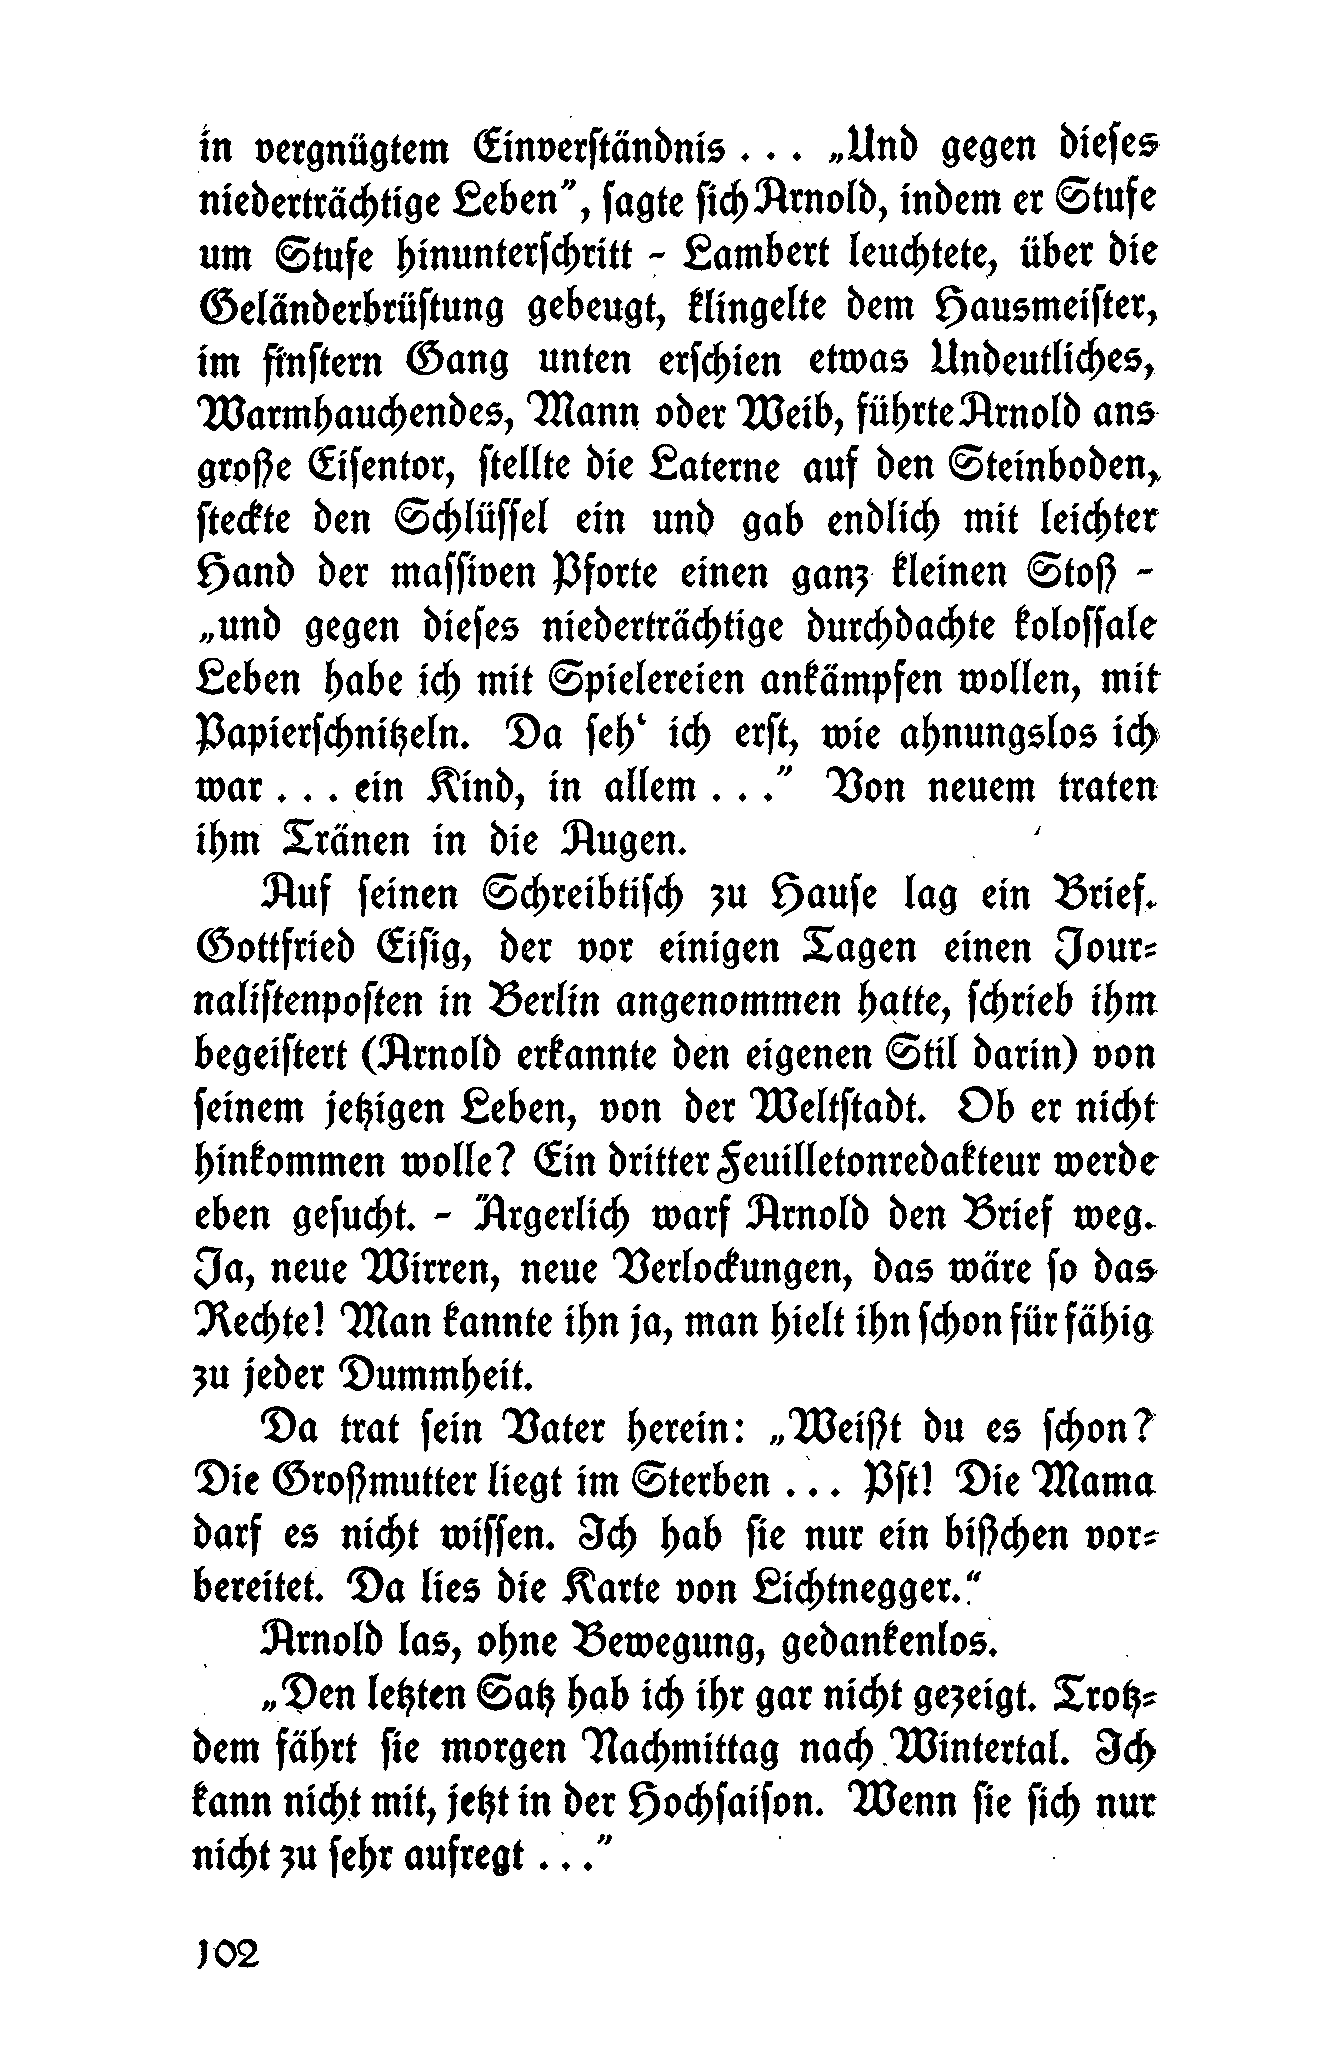 in vergnügtem Einverständnis . . . „Und gegen dieses
niederträchtige Leben”, sagte sich Arnold, indem er Stufe
um Stufe hinunterschritt - Lambert leuchtete, über die
Geländerbrüstung gebeugt, klingelte dem Hausmeister,
im finstern Gang unten erschien etwas Undeutliches,
Warmhauchendes, Mann oder Weib, führte Arnold ans
große Eisentor, stellte die Laterne auf den Steinboden,
steckte den Schlüssel ein und gab endlich mit leichter
Hand der massiven Pforte einen ganz kleinen Stoß -
„und gegen dieses niederträchtige durchdachte kolossale
Leben habe ich mit Spielereien ankämpfen wollen, mit
Papierschnitzeln. Da seh‘ ich erst, wie ahnungslos ich
war . . . ein Kind, in allem . . .” Von neuem traten
ihm Tränen in die Augen.
Auf seinen Schreibtisch zu Hause lag ein Brief.
Gottfried Eisig, der vor einigen Tagen einen Jour-
nalistenposten in Berlin angenommen hatte, schrieb ihm
begeistert (Arnold erkannte den eigenen Stil darin) von
seinem jetzigen Leben, von der Weltstadt. Ob er nicht
hinkommen wolle? Ein dritter Feuilletonredakteur werde
eben gesucht. - Ärgerlich warf Arnold den Brief weg.
Ja, neue Wirren, neue Verlockungen, das wäre so das
Rechte! Man kannte ihn ja, man hielt ihn schon für fähig
zu jeder Dummheit.
Da trat sein Vater herein: „Weißt du es schon?
Die Großmutter liegt im Sterben . . . Pst! Die Mama
darf es nicht wissen. Ich hab sie nur ein bißchen vor-
bereitet. Da lies die Karte von Lichtnegger.“
Arnold las, ohne Bewegung, gedankenlos.
„Den letzten Satz hab ich ihr gar nicht gezeigt. Trotz-
dem fährt sie morgen Nachmittag nach Wintertal. Ich
kann nicht mit, jetzt in der Hochsaison. Wenn sie sich nur
nicht zu sehr aufregt . . .”
102